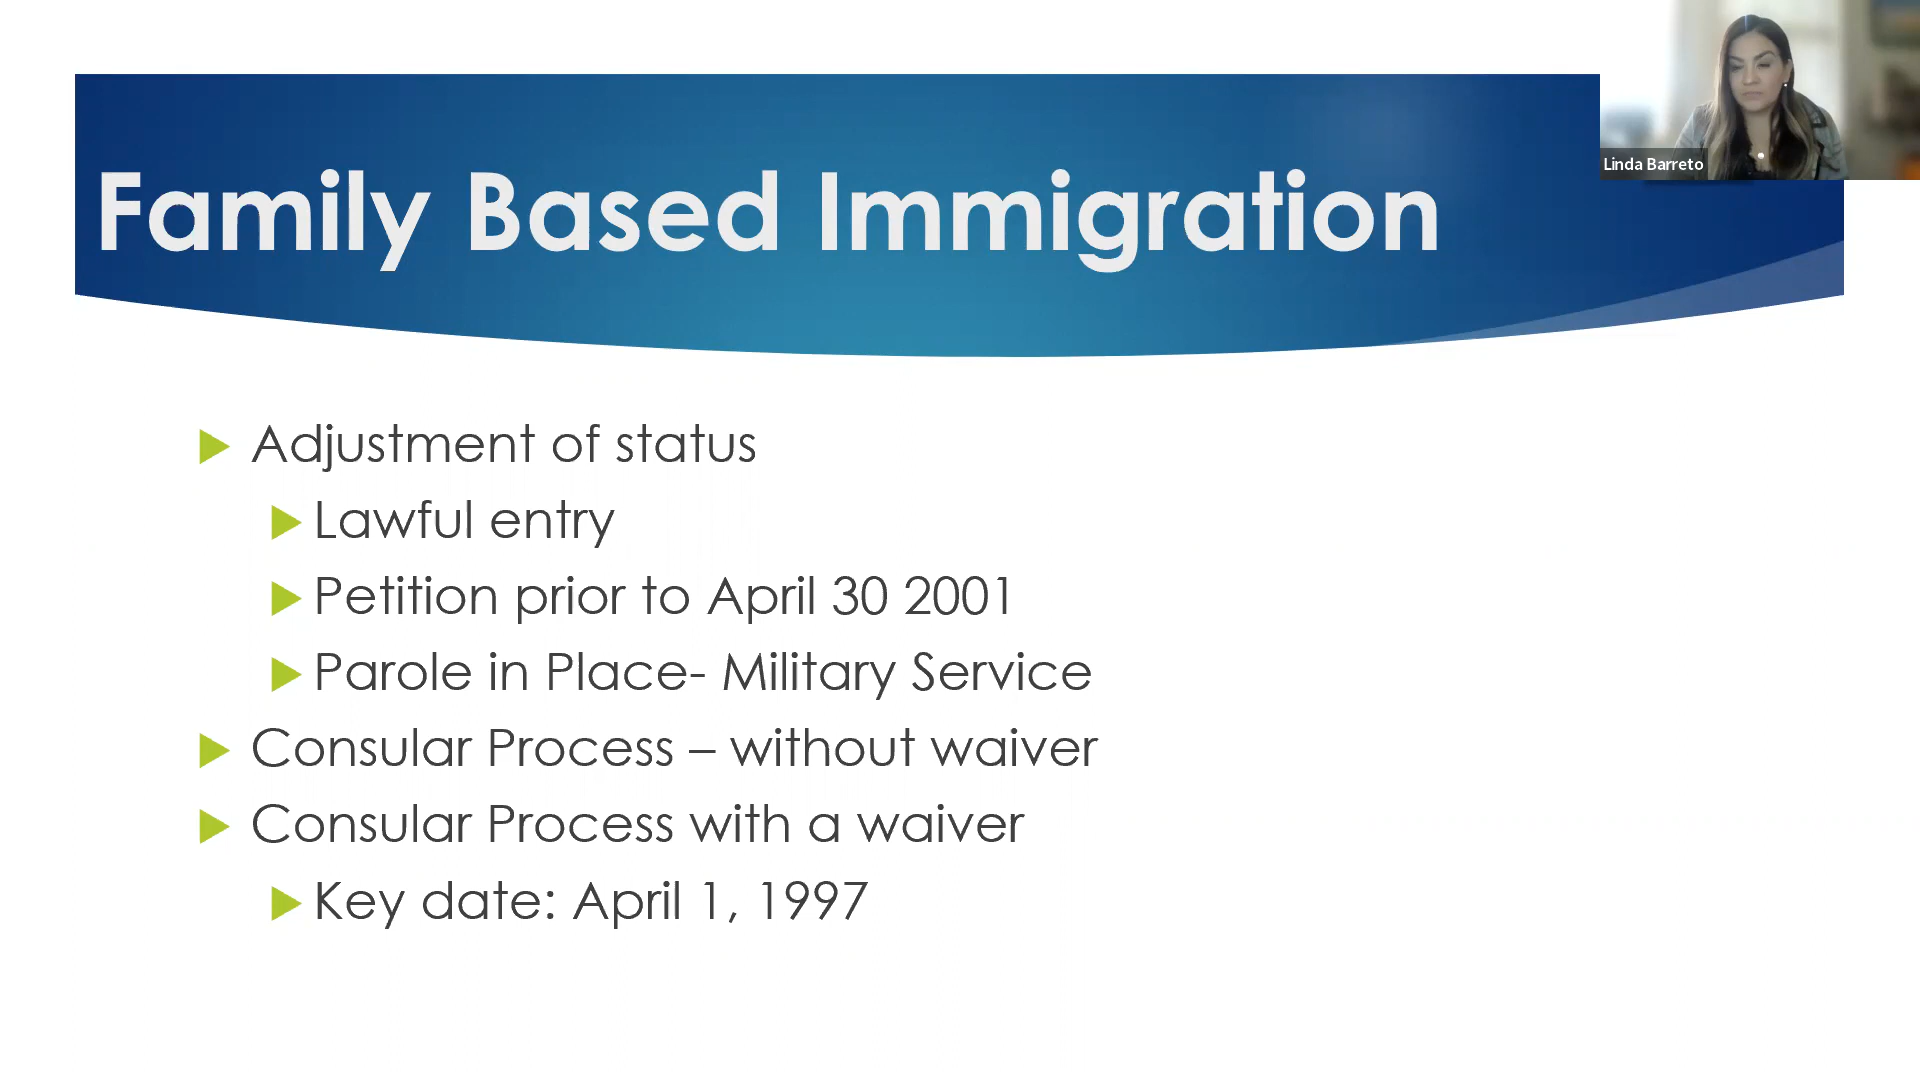 Family Based Immigration
Linda Barreto
Adjustment of status
Lawful entry
Petition prior to April 30 2001
Parole in Place- Military Service
Consular Process – without waiver
Consular Process with a waiver
Key date: April 1, 1997